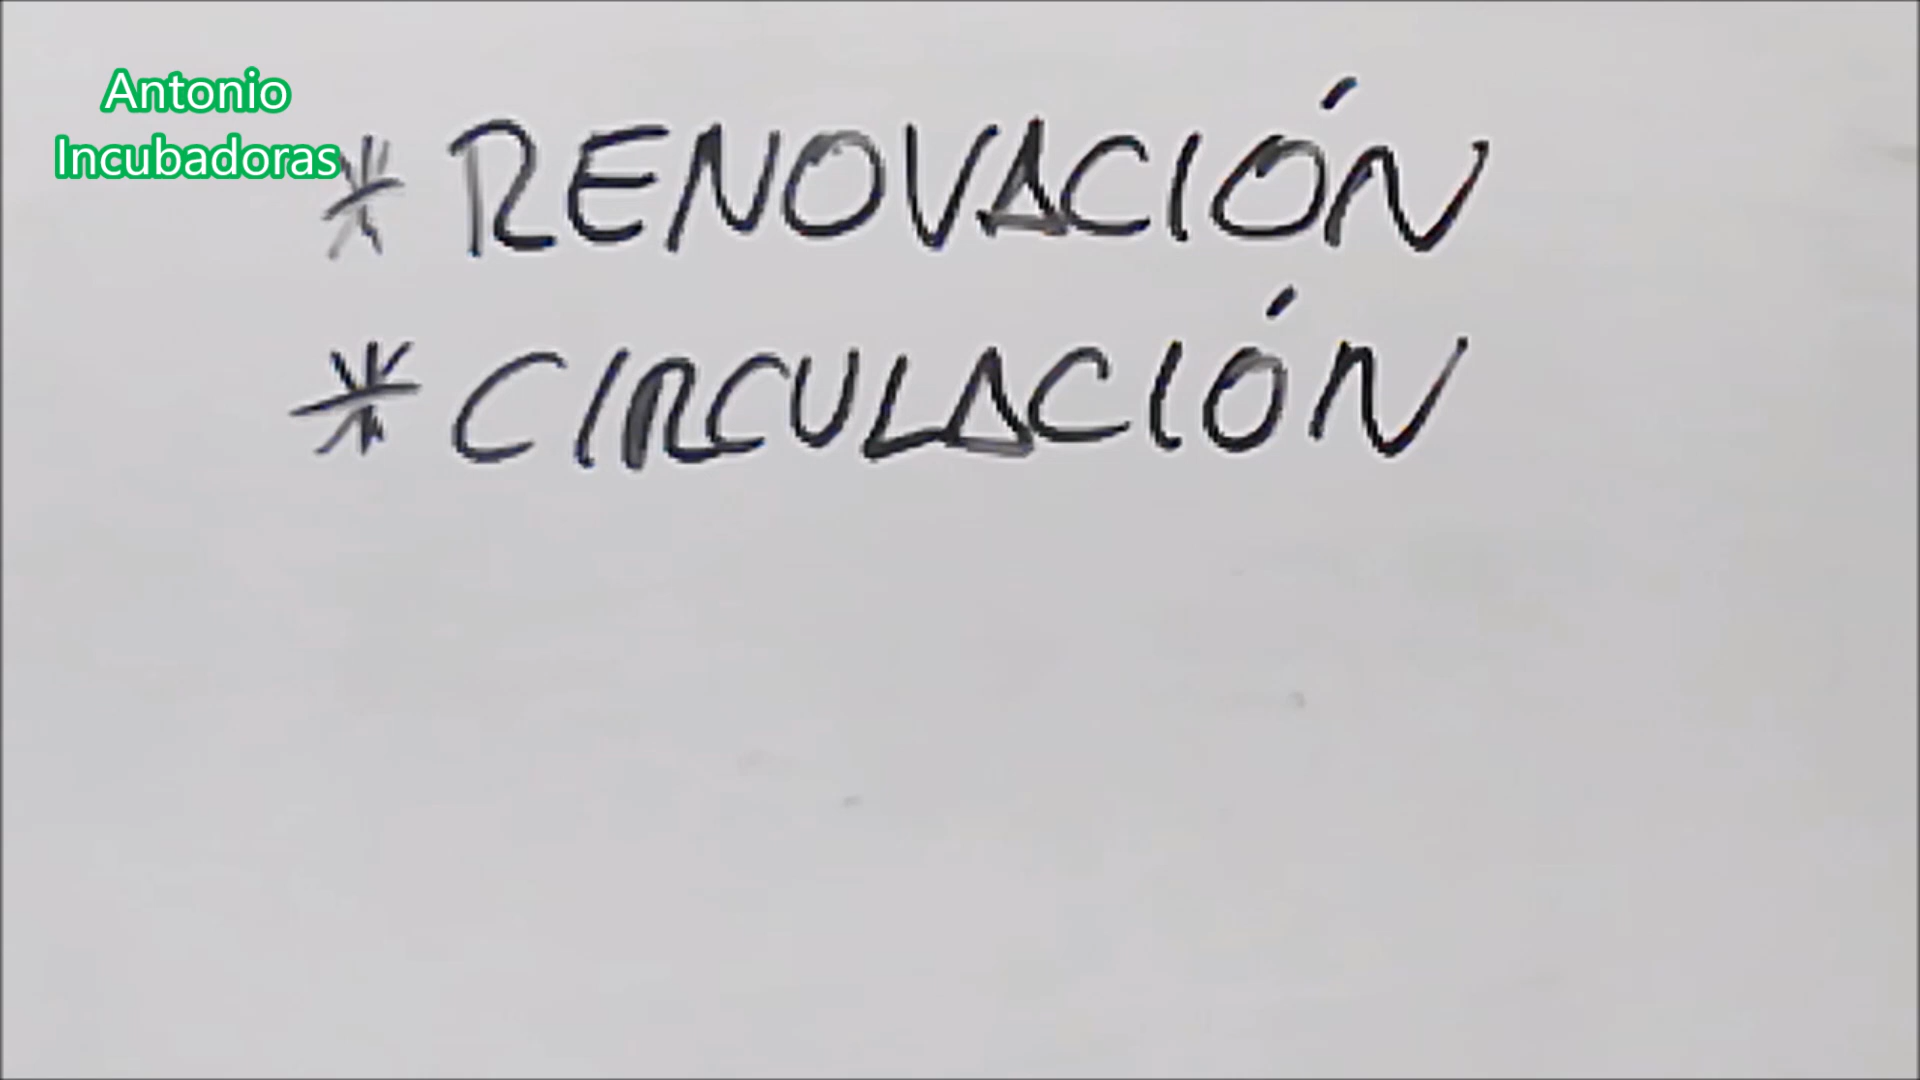 Antonio
Incubadoras
* RENOVACIÓN
* CIRCULACIÓN